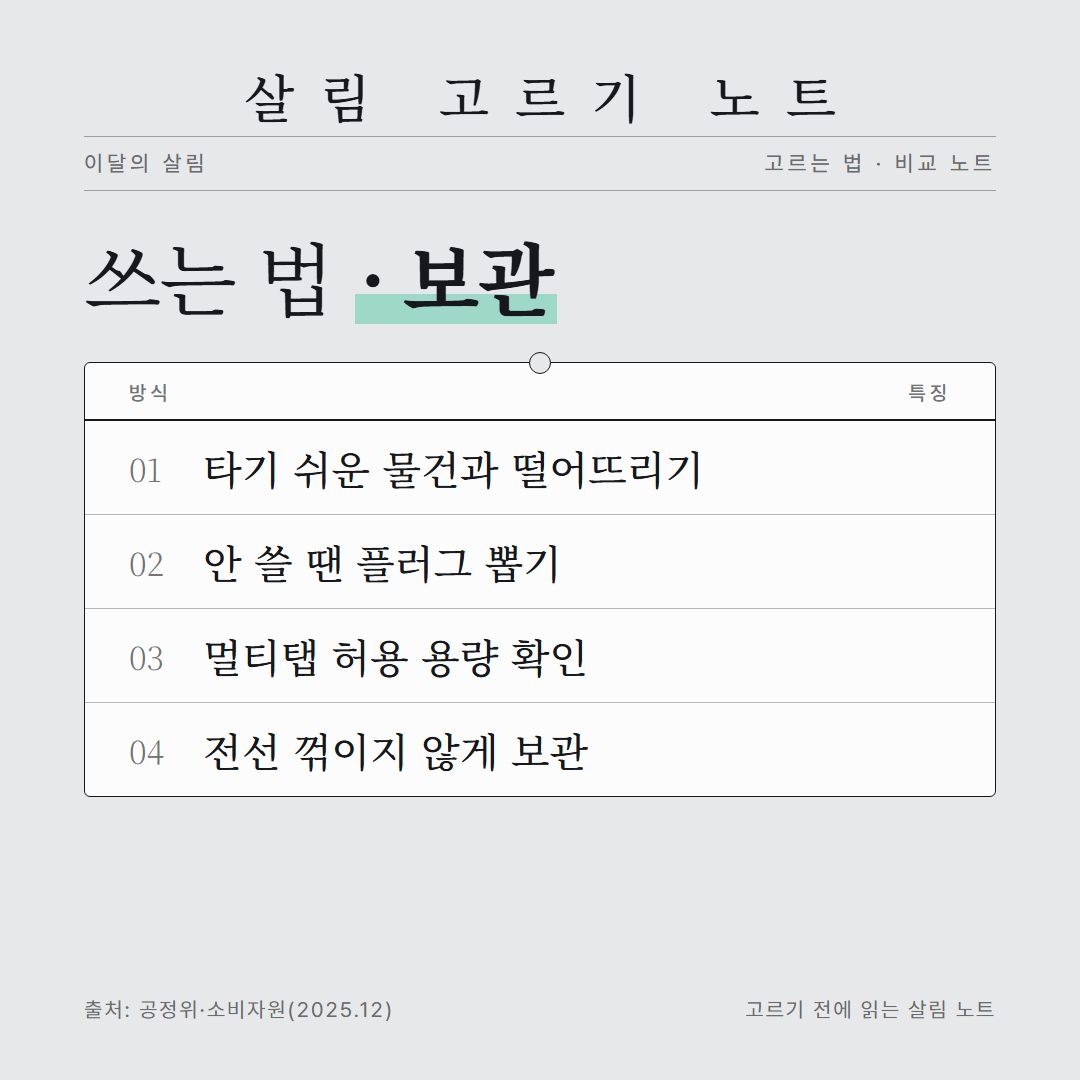 살림 고르기 노트
이달의 살림
고르는 법 · 비교 노트
쓰는 법 · 보관
방식
특징
01 타기 쉬운 물건과 떨어뜨리기
02 안 쓸 땐 플러그 뽑기
03 멀티탭 허용 용량 확인
04 전선 꺾이지 않게 보관
출처: 공정위·소비자원(2025.12)
고르기 전에 읽는 살림 노트